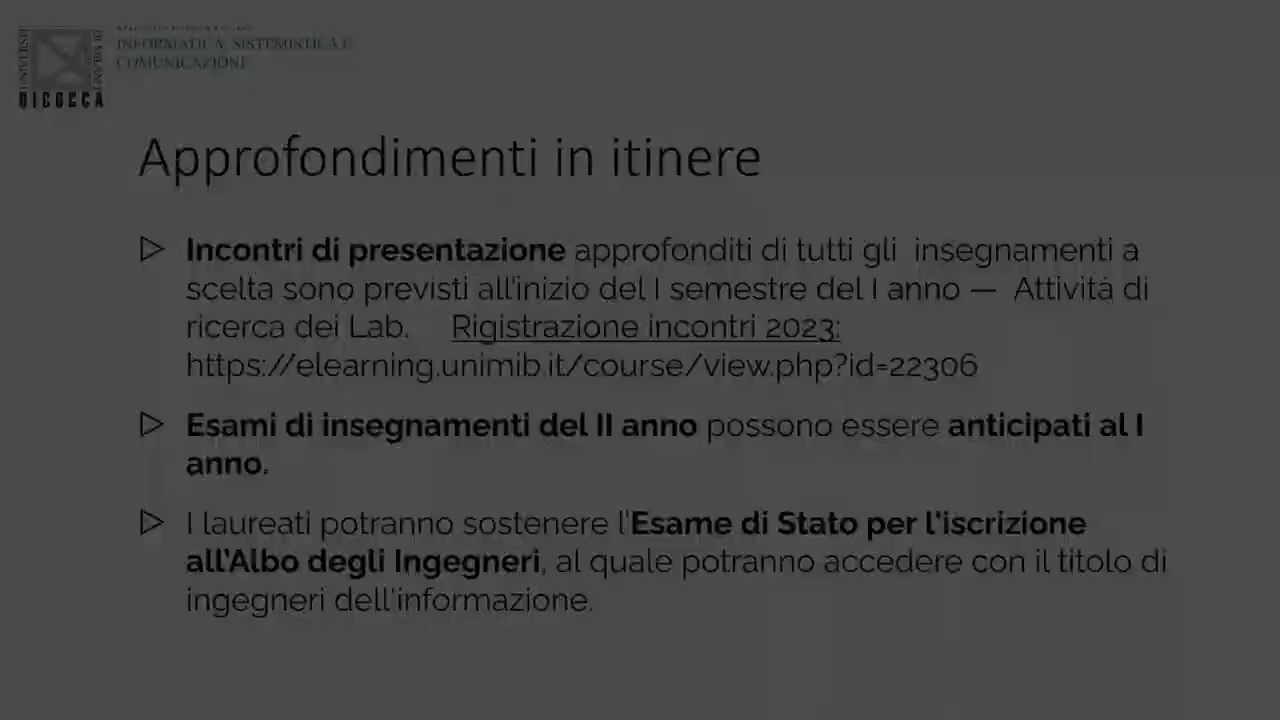 INFORMATICA, SISTEMISTICA E
COMUNICAZIONE
BICOCCA
Approfondimenti in itinere
Incontri di presentazione approfonditi di tutti gli insegnamenti a
scelta sono previsti all'inizio del I semestre del I anno — Attività di
ricerca dei Lab. Rigistrazione incontri 2023:
https://elearning.unimib.it/course/view.php?id=22306
Esami di insegnamenti del II anno possono essere anticipati al I
anno.
I laureati potranno sostenere l'Esame di Stato per l'iscrizione
all'Albo degli Ingegneri, al quale potranno accedere con il titolo di
ingegneri dell'informazione.